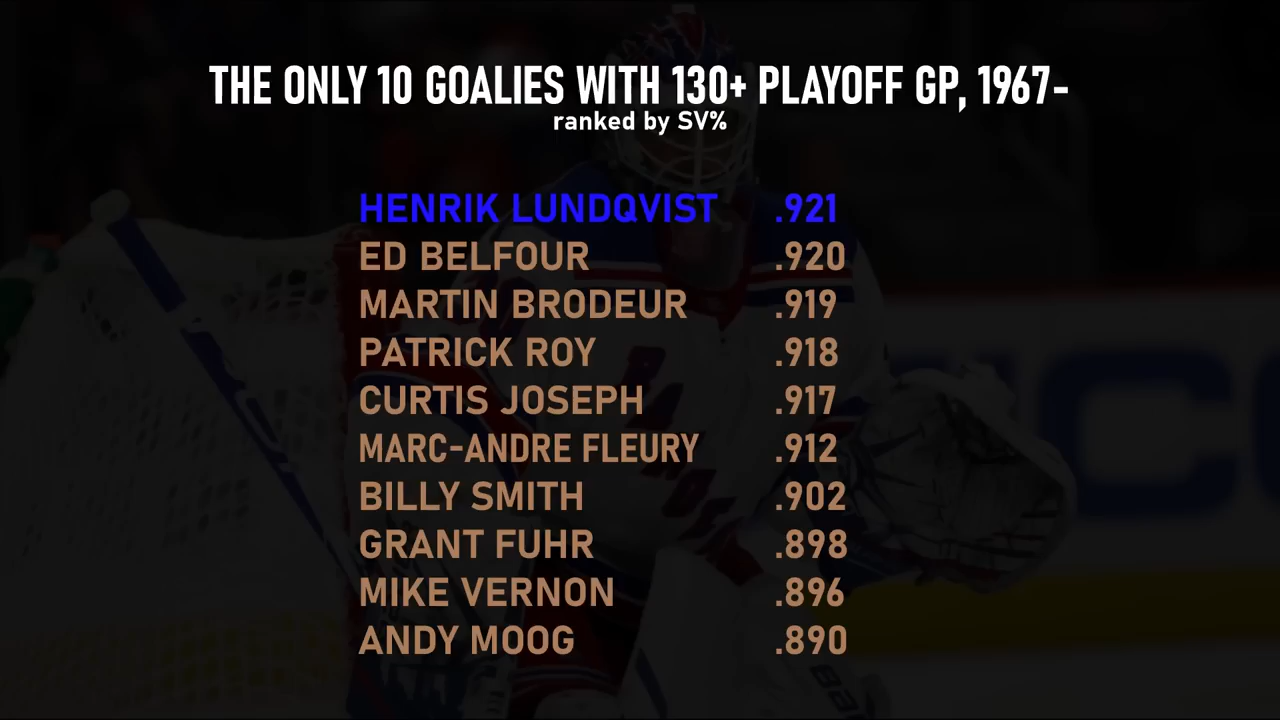 THE ONLY 10 GOALIES WITH 130+ PLAYOFF GP, 1967-
ranked by SV%
HENRIK LUNDQVIST .921
ED BELFOUR .920
MARTIN BRODEUR .919
PATRICK ROY .918
CURTIS JOSEPH .917
MARC-ANDRE FLEURY .912
BILLY SMITH .902
GRANT FUHR .898
MIKE VERNON .896
ANDY MOOG .890